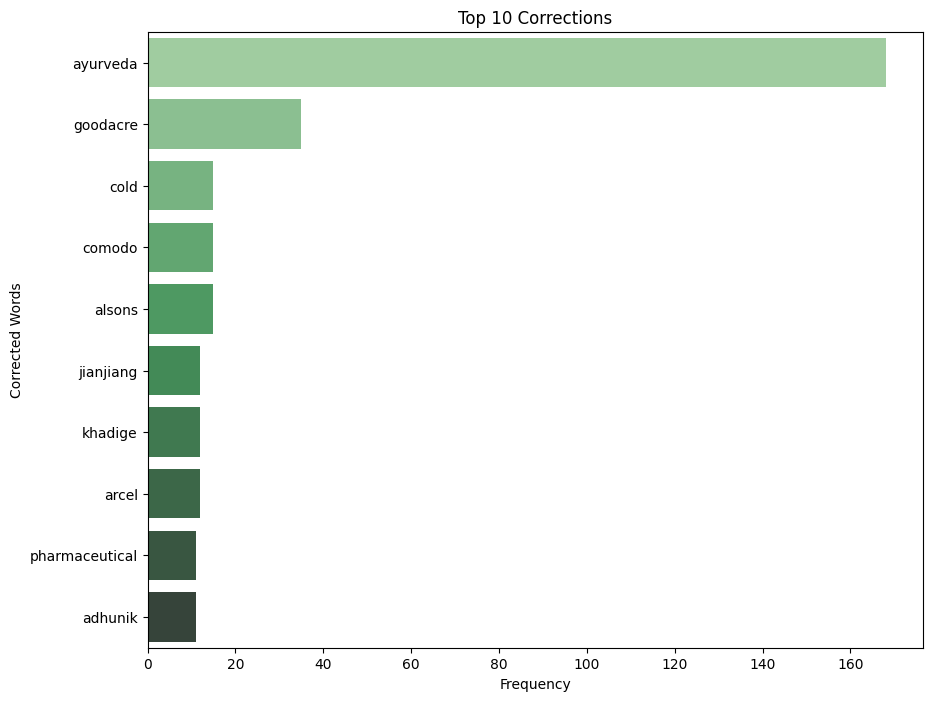 Top 10 Corrections
ayurveda
goodacre
cold
comodo
alsons
jianjiang
khadige
arcel
pharmaceutical
adhunik
Corrected Words
0 20 40 60 80 100 120 140 160
Frequency